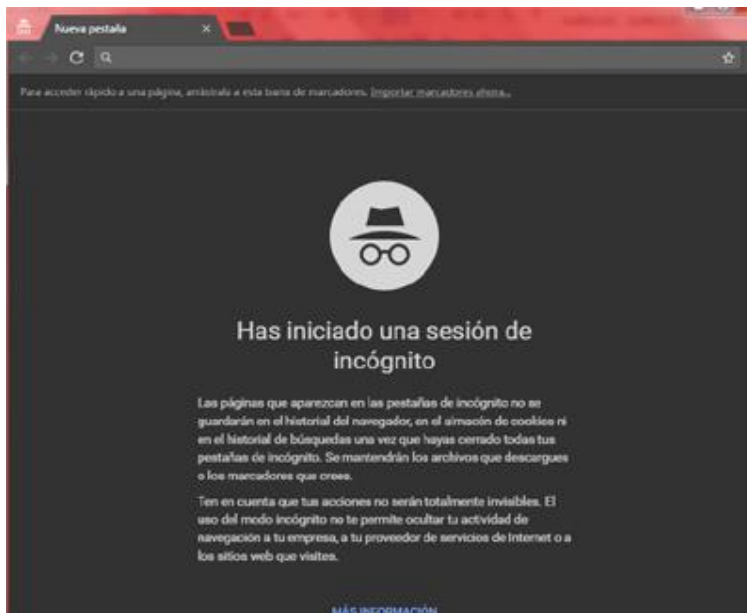 Nueva pestaña
Para acceder rápido a una página, arrástrala a esta barra de marcadores. Importar marcadores ahora...
Has iniciado una sesión de
incógnito
Las páginas que aparezcan en las pestañas de incógnito no se
guardarán en el historial del navegador, en el almacén de cookies ni
en el historial de búsquedas una vez que hayas cerrado todas tus
pestañas de incógnito. Se mantendrán los archivos que descargues
o los marcadores que crees.
Ten en cuenta que tus acciones no serán totalmente invisibles. El
uso del modo incógnito no te permite ocultar tu actividad de
navegación a tu empresa, a tu proveedor de servicios de Internet o a
los sitios web que visites.
MÁS INFORMACIÓN